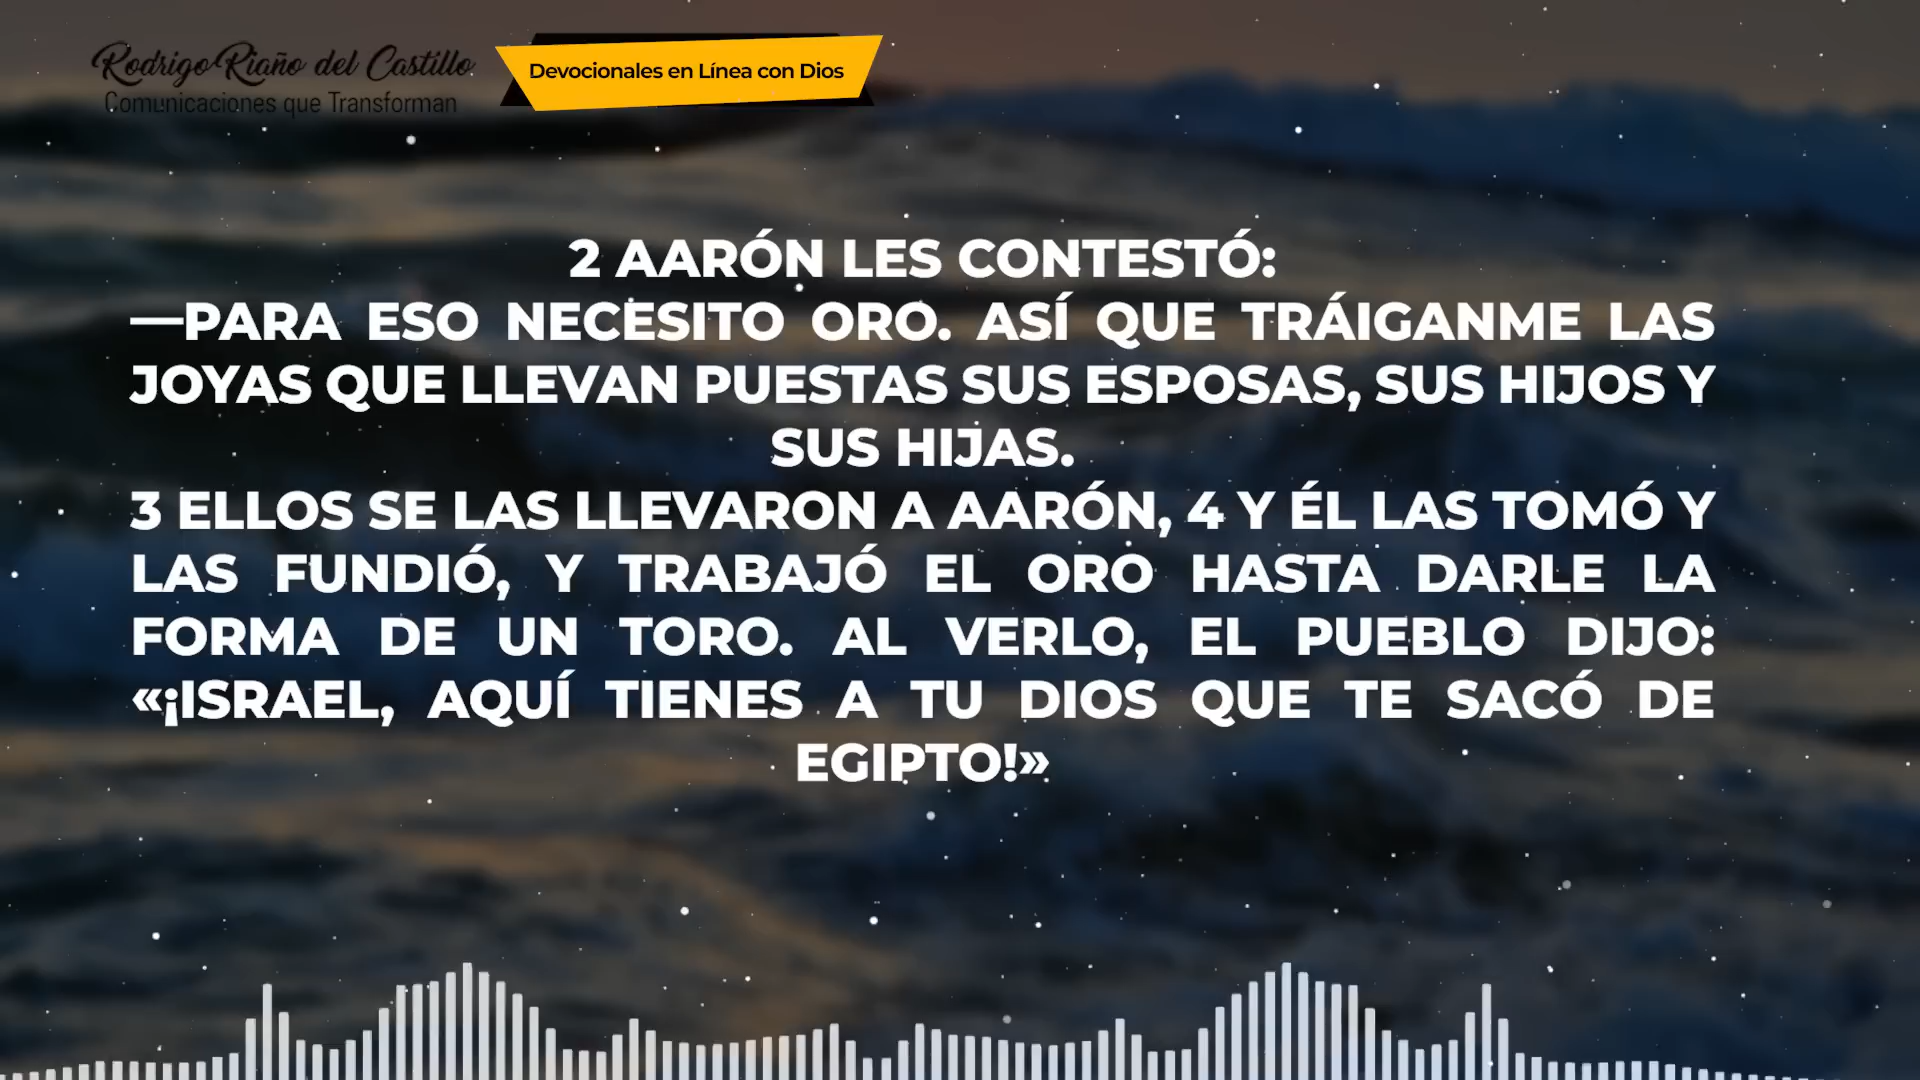 Rodrigo Riaño del Castillo
Comunicaciones que Transforman
Devocionales en Línea con Dios
2 AARÓN LES CONTESTÓ:
—PARA ESO NECESITO ORO. ASÍ QUE TRÁIGANME LAS
JOYAS QUE LLEVAN PUESTAS SUS ESPOSAS, SUS HIJOS Y
SUS HIJAS.
3 ELLOS SE LAS LLEVARON A AARÓN, 4 Y ÉL LAS TOMÓ Y
LAS FUNDIÓ, Y TRABAJÓ EL ORO HASTA DARLE LA
FORMA DE UN TORO. AL VERLO, EL PUEBLO DIJO:
«¡ISRAEL, AQUÍ TIENES A TU DIOS QUE TE SACÓ DE
EGIPTO!»